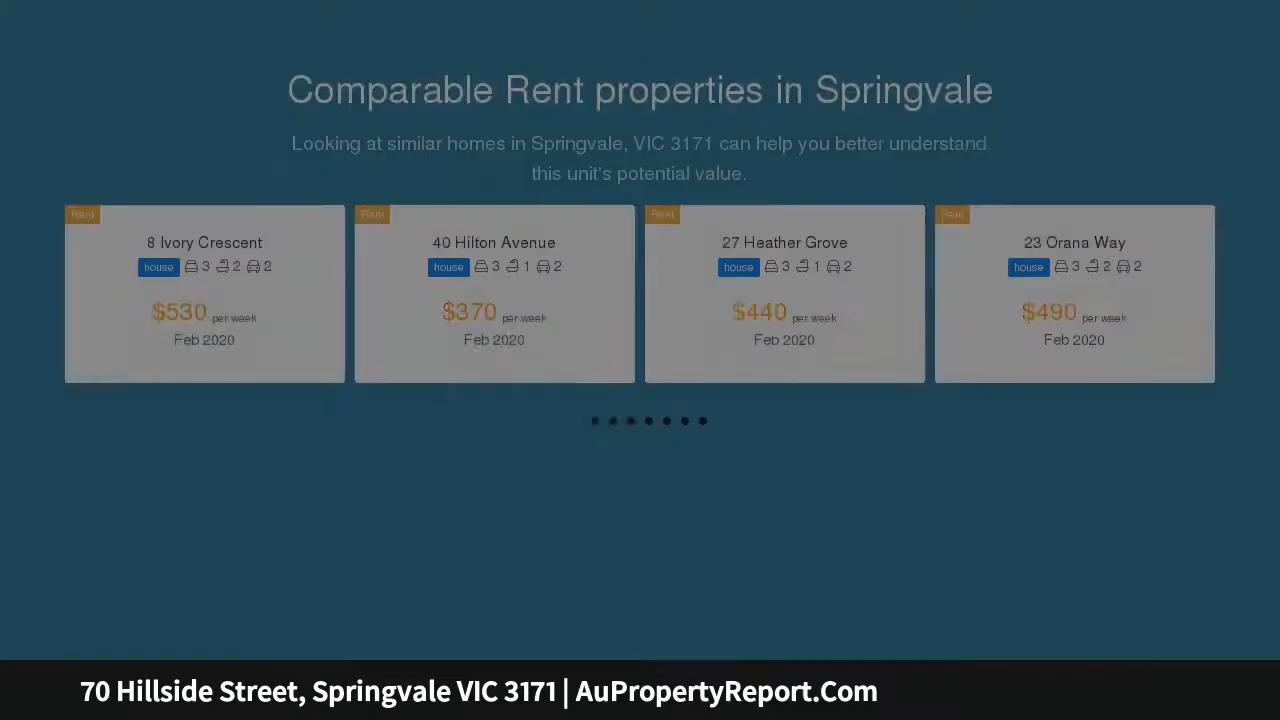 Comparable Rent properties in Springvale
Looking at similar homes in Springvale, VIC 3171 can help you better understand
this unit's potential value.
Rent
8 Ivory Crescent
house 3 2 2
$530 per week
Feb 2020
Rent
40 Hilton Avenue
house 3 1 2
$370 per week
Feb 2020
Rent
27 Heather Grove
house 3 1 2
$440 per week
Feb 2020
Rent
23 Orana Way
house 3 2 2
$490 per week
Feb 2020
70 Hillside Street, Springvale VIC 3171 | AuPropertyReport.Com